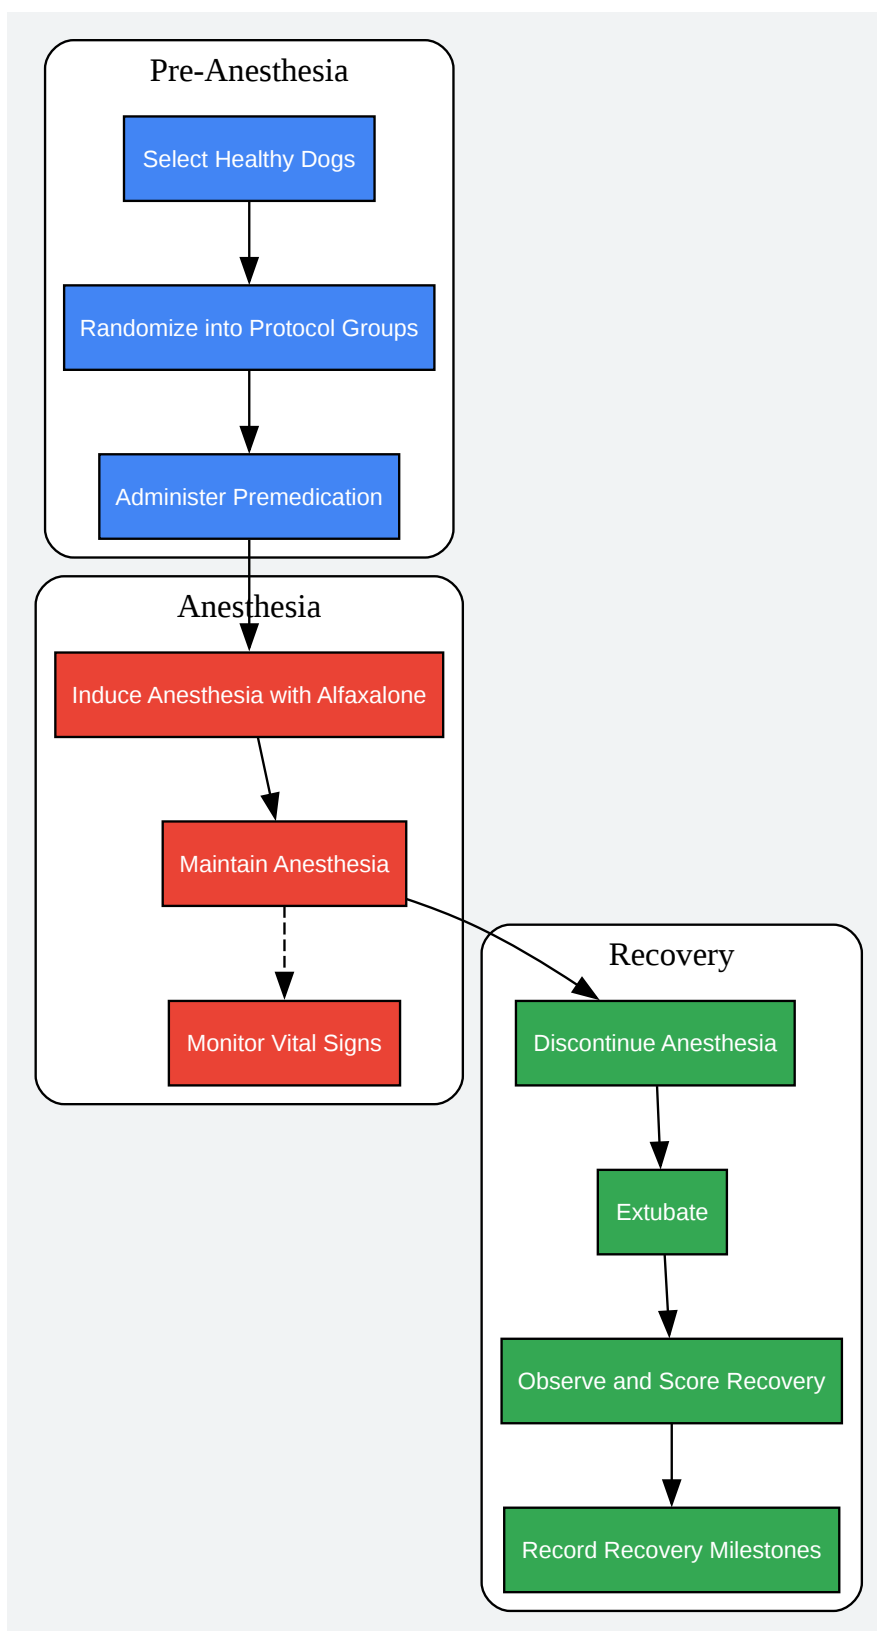 Pre-Anesthesia
Select Healthy Dogs
Randomize into Protocol Groups
Administer Premedication
Anesthesia
Induce Anesthesia with Alfaxalone
Maintain Anesthesia
Monitor Vital Signs
Recovery
Discontinue Anesthesia
Extubate
Observe and Score Recovery
Record Recovery Milestones